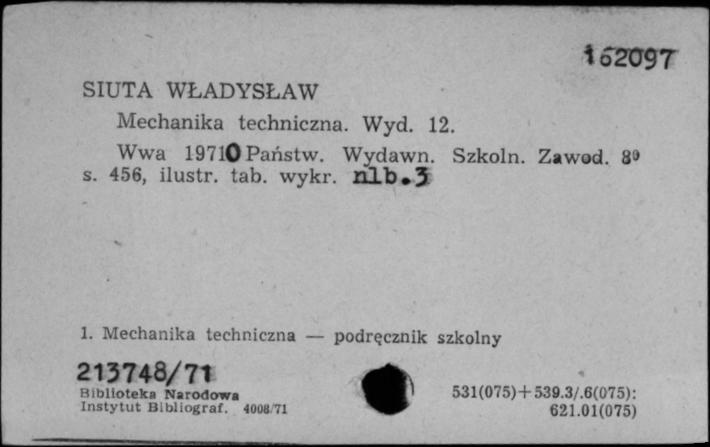 162097
SIUTA WŁADYSŁAW
Mechanika techniczna. Wyd. 12.
Wwa 1971 O Państw. Wydawn. Szkoln. Zawod. 8⁰
s. 456, ilustr. tab. wykr. nlb.3
1. Mechanika techniczna — podręcznik szkolny
213748/71
Biblioteka Narodowa
Instytut Bibliograf. 4008/71
531(075)+539.3/.6(075):
621.01(075)